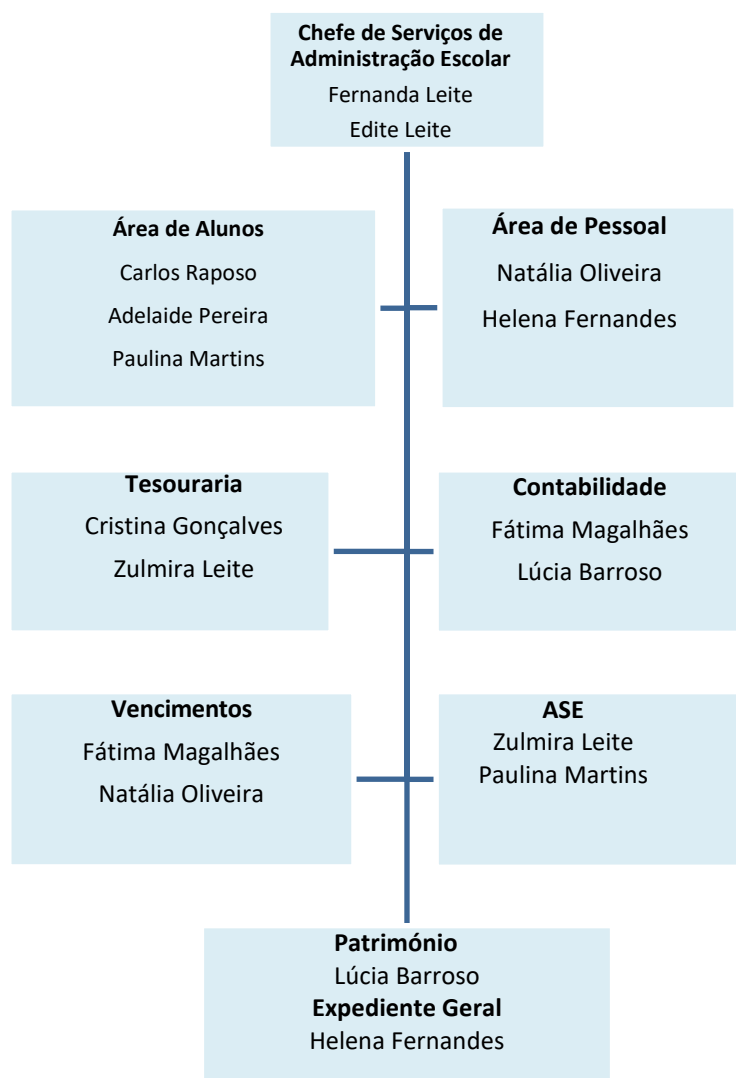 Chefe de Serviços de
Administração Escolar
Fernanda Leite
Edite Leite
Área de Alunos
Carlos Raposo
Adelaide Pereira
Paulina Martins
Área de Pessoal
Natália Oliveira
Helena Fernandes
Tesouraria
Cristina Gonçalves
Zulmira Leite
Contabilidade
Fátima Magalhães
Lúcia Barroso
Vencimentos
Fátima Magalhães
Natália Oliveira
ASE
Zulmira Leite
Paulina Martins
Património
Lúcia Barroso
Expediente Geral
Helena Fernandes